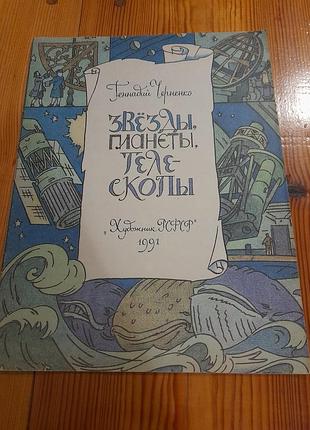 Геннадий Черненко
ЗВЁЗДЫ,
ПЛАНЕТЫ,
ТЕЛЕ-
СКОПЫ
„Художник РСФСР"
1991